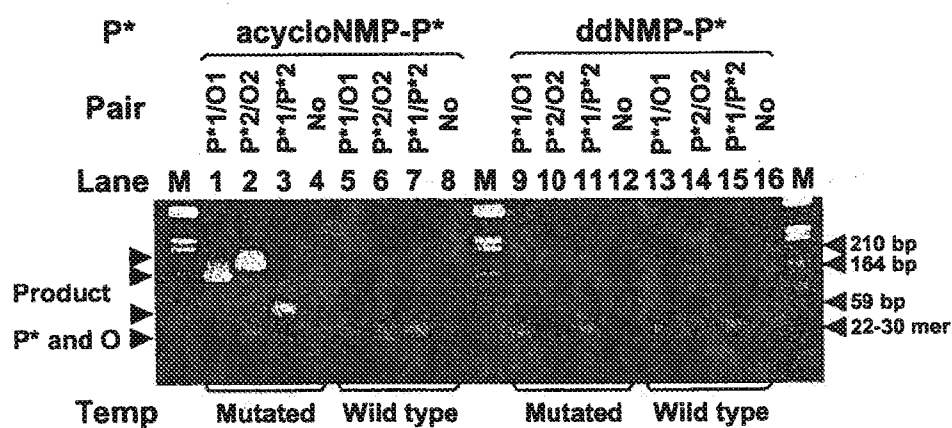 P* acycloNMP-P* ddNMP-P*
Pair P*1/O1 P*2/O2 P*1/P*2 No P*1/O1 P*2/O2 P*1/P*2 No P*1/O1 P*2/O2 P*1/P*2 No P*1/O1 P*2/O2 P*1/P*2 No
Lane M 1 2 3 4 5 6 7 8 M 9 10 11 12 13 14 15 16 M
210 bp
164 bp
Product 59 bp
P* and O 22-30 mer
Temp Mutated Wild type Mutated Wild type